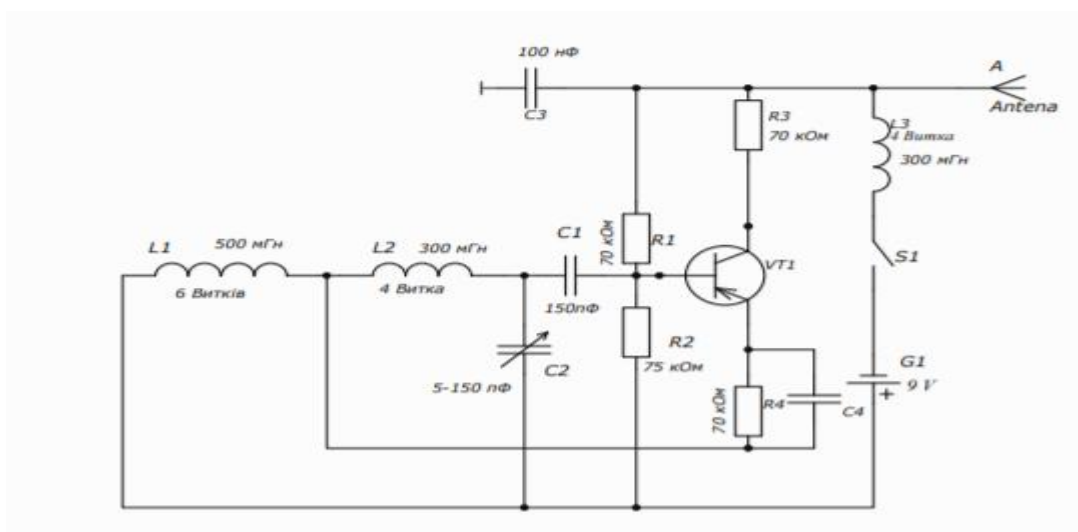 100 нФ
C3
A
Antena
R3
70 кОм
L3
4 Витка
300 мГн
L1
500 мГн
6 Витків
L2
300 мГн
4 Витка
C1
150пФ
70 кОм
R1
VT1
S1
R2
75 кОм
C2
5-150 пФ
70 кОм
R4
C4
G1
9 V
+